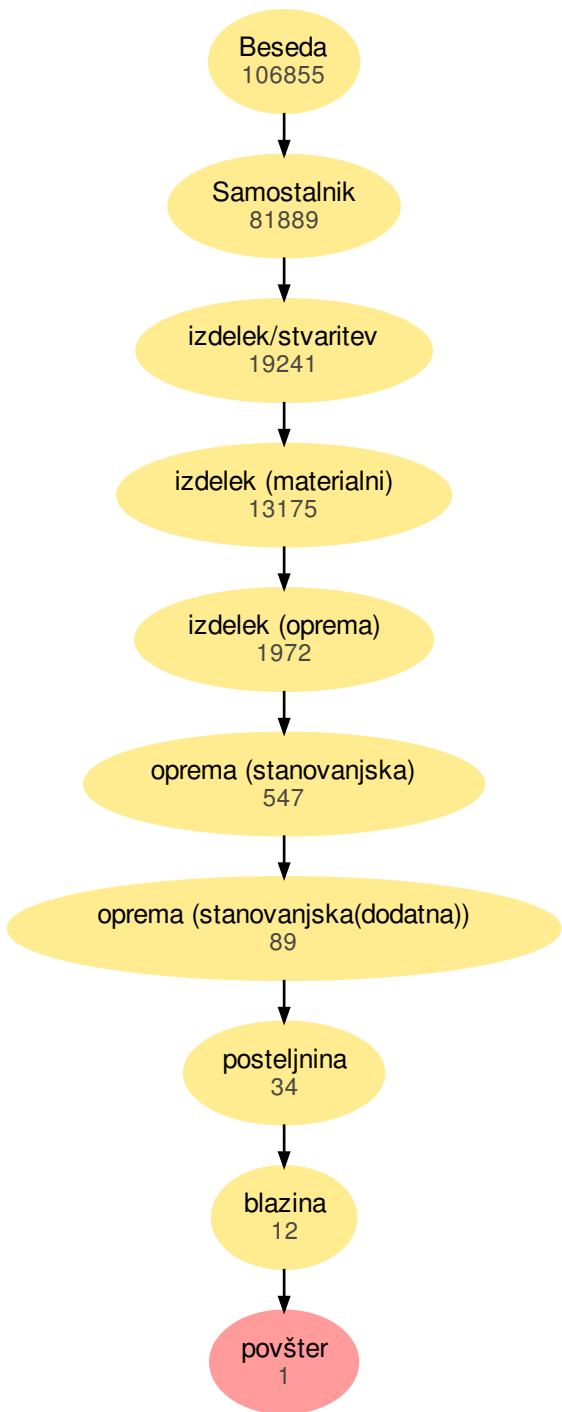 Beseda
106855
Samostalnik
81889
izdelek/stvaritev
19241
izdelek (materialni)
13175
izdelek (oprema)
1972
oprema (stanovanjska)
547
oprema (stanovanjska(dodatna))
89
posteljnina
34
blazina
12
povšter
1